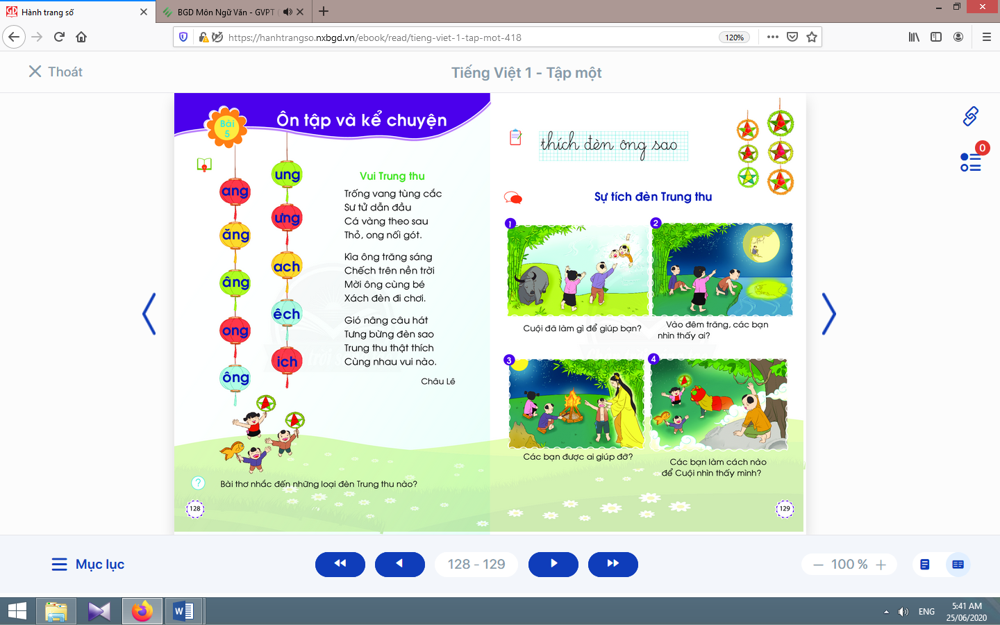 Hành trang số
BGD Môn Ngữ Văn - GVPT (
https://hanhtrangso.nxbgd.vn/ebook/read/tieng-viet-1-tap-mot-418
120%
Thoát
Tiếng Việt 1 - Tập một
0
Bài
5
Ôn tập và kể chuyện
ang
ăng
âng
ong
ông
ung
ưng
ach
êch
ich
Vui Trung thu
Trống vang tùng cắc
Sư tử dẫn đầu
Cá vàng theo sau
Thỏ, ong nối gót.
Kìa ông trăng sáng
Chếch trên nền trời
Mời ông cùng bé
Xách đèn đi chơi.
Gió nâng câu hát
Tưng bừng đèn sao
Trung thu thật thích
Cùng nhau vui nào.
Châu Lê
?
Bài thơ nhắc đến những loại đèn Trung thu nào?
128
thích đèn ông sao
Sự tích đèn Trung thu
1
Cuội đã làm gì để giúp bạn?
2
Vào đêm trăng, các bạn
nhìn thấy ai?
3
Các bạn được ai giúp đỡ?
4
Các bạn làm cách nào
để Cuội nhìn thấy mình?
129
Mục lục
128 - 129
100 %
ENG
5:41 AM
25/06/2020